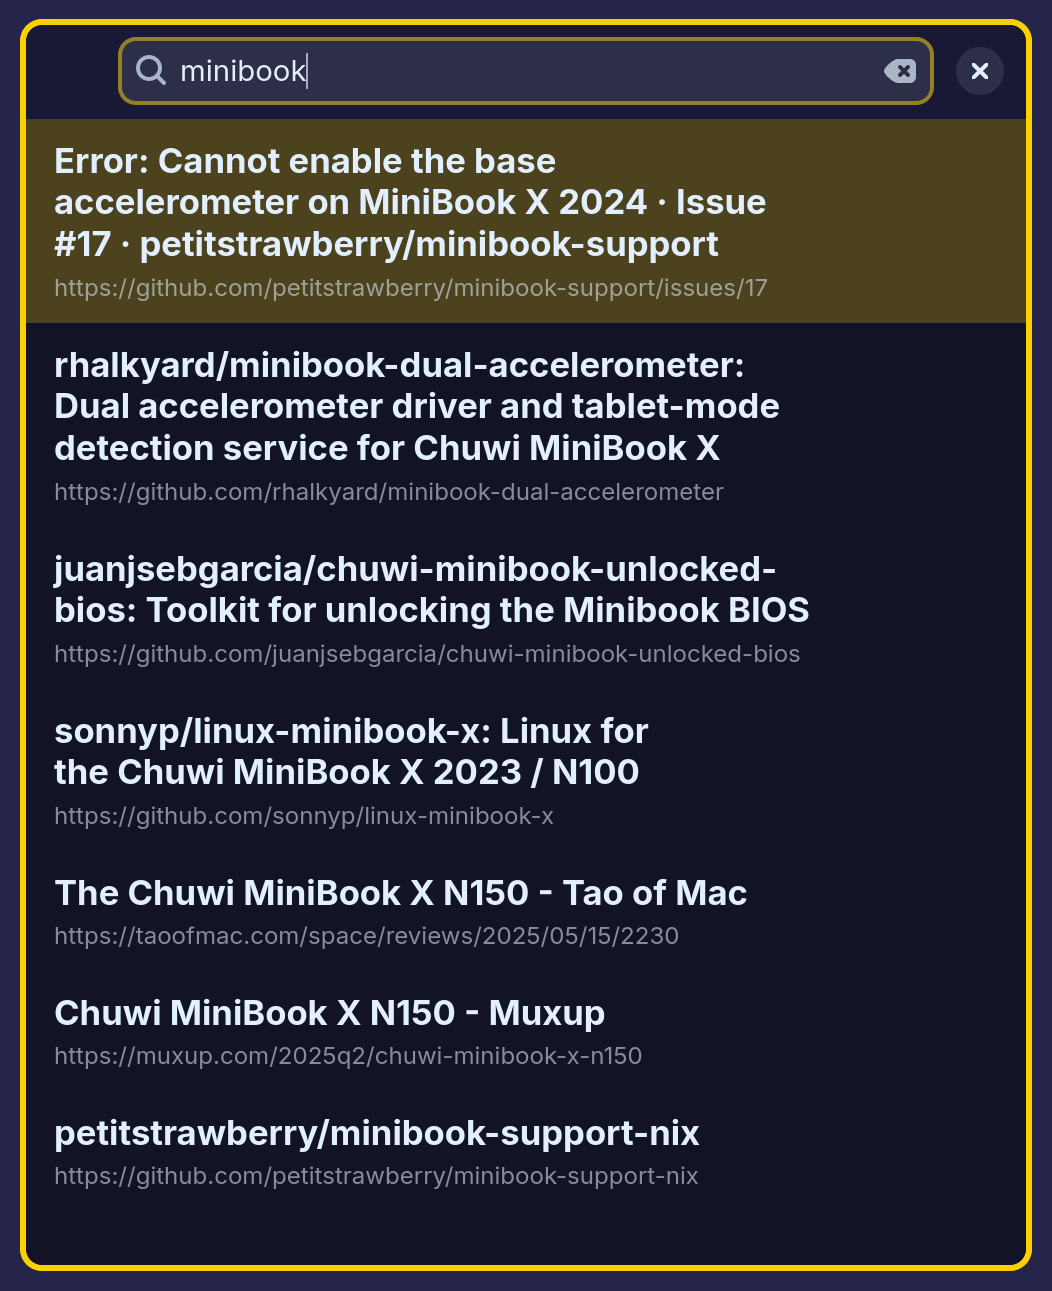 minibook
Error: Cannot enable the base
accelerometer on MiniBook X 2024 · Issue
#17 · petitstrawberry/minibook-support
https://github.com/petitstrawberry/minibook-support/issues/17
rhalkyard/minibook-dual-accelerometer:
Dual accelerometer driver and tablet-mode
detection service for Chuwi MiniBook X
https://github.com/rhalkyard/minibook-dual-accelerometer
juanjsebgarcia/chuwi-minibook-unlocked-
bios: Toolkit for unlocking the Minibook BIOS
https://github.com/juanjsebgarcia/chuwi-minibook-unlocked-bios
sonnyp/linux-minibook-x: Linux for
the Chuwi MiniBook X 2023 / N100
https://github.com/sonnyp/linux-minibook-x
The Chuwi MiniBook X N150 - Tao of Mac
https://taoofmac.com/space/reviews/2025/05/15/2230
Chuwi MiniBook X N150 - Muxup
https://muxup.com/2025q2/chuwi-minibook-x-n150
petitstrawberry/minibook-support-nix
https://github.com/petitstrawberry/minibook-support-nix